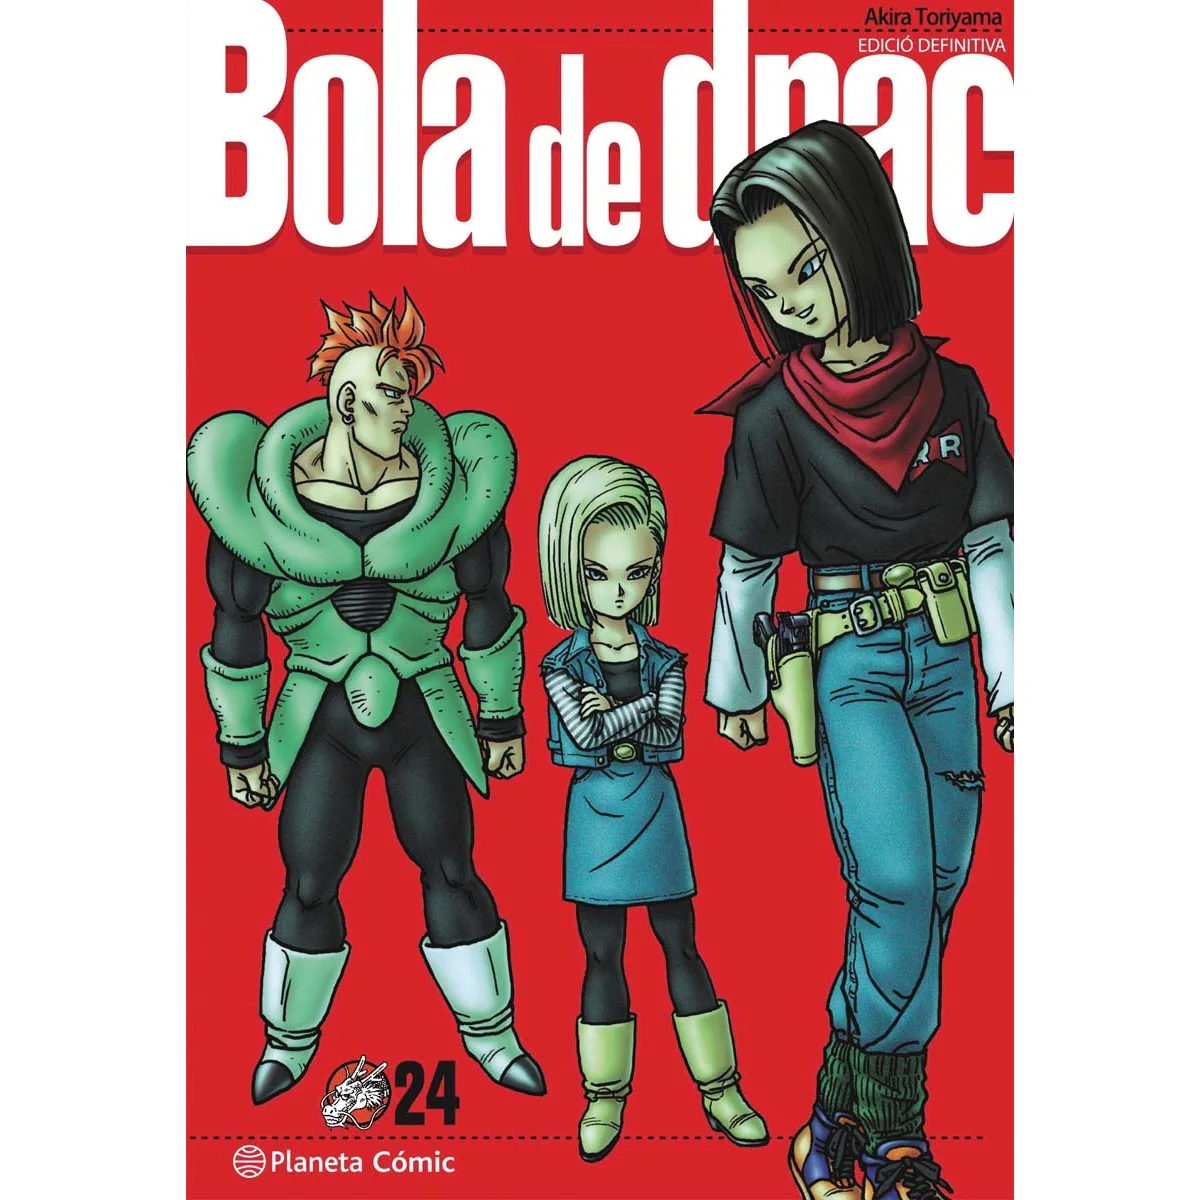 Akira Toriyama
EDICIÓ DEFINITIVA
Bola de drac
RR
24
Planeta Cómic